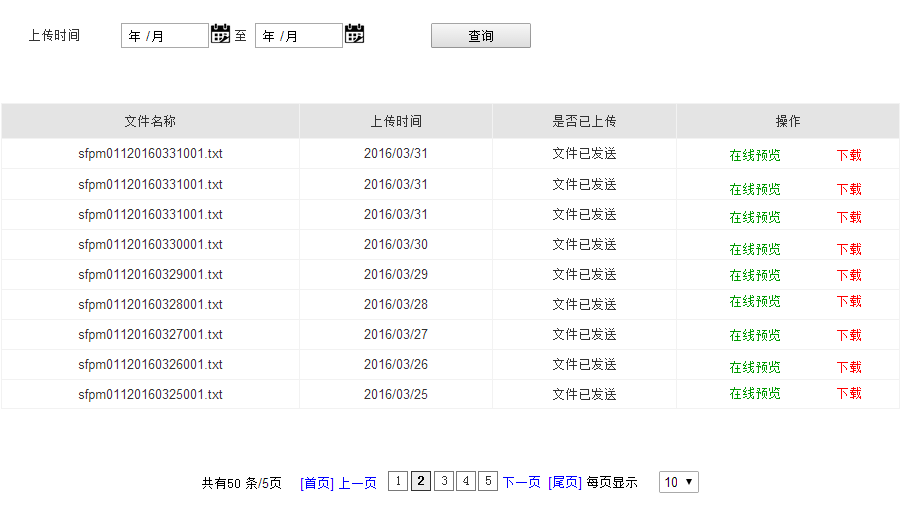 上传时间 年 /月 至 年 /月 查询
文件名称 上传时间 是否已上传 操作
sfpm01120160331001.txt 2016/03/31 文件已发送 在线预览 下载
sfpm01120160331001.txt 2016/03/31 文件已发送 在线预览 下载
sfpm01120160331001.txt 2016/03/31 文件已发送 在线预览 下载
sfpm01120160330001.txt 2016/03/30 文件已发送 在线预览 下载
sfpm01120160329001.txt 2016/03/29 文件已发送 在线预览 下载
sfpm01120160328001.txt 2016/03/28 文件已发送 在线预览 下载
sfpm01120160327001.txt 2016/03/27 文件已发送 在线预览 下载
sfpm01120160326001.txt 2016/03/26 文件已发送 在线预览 下载
sfpm01120160325001.txt 2016/03/25 文件已发送 在线预览 下载
共有50 条/5页 [首页] 上一页 1 2 3 4 5 下一页 [尾页] 每页显示 10